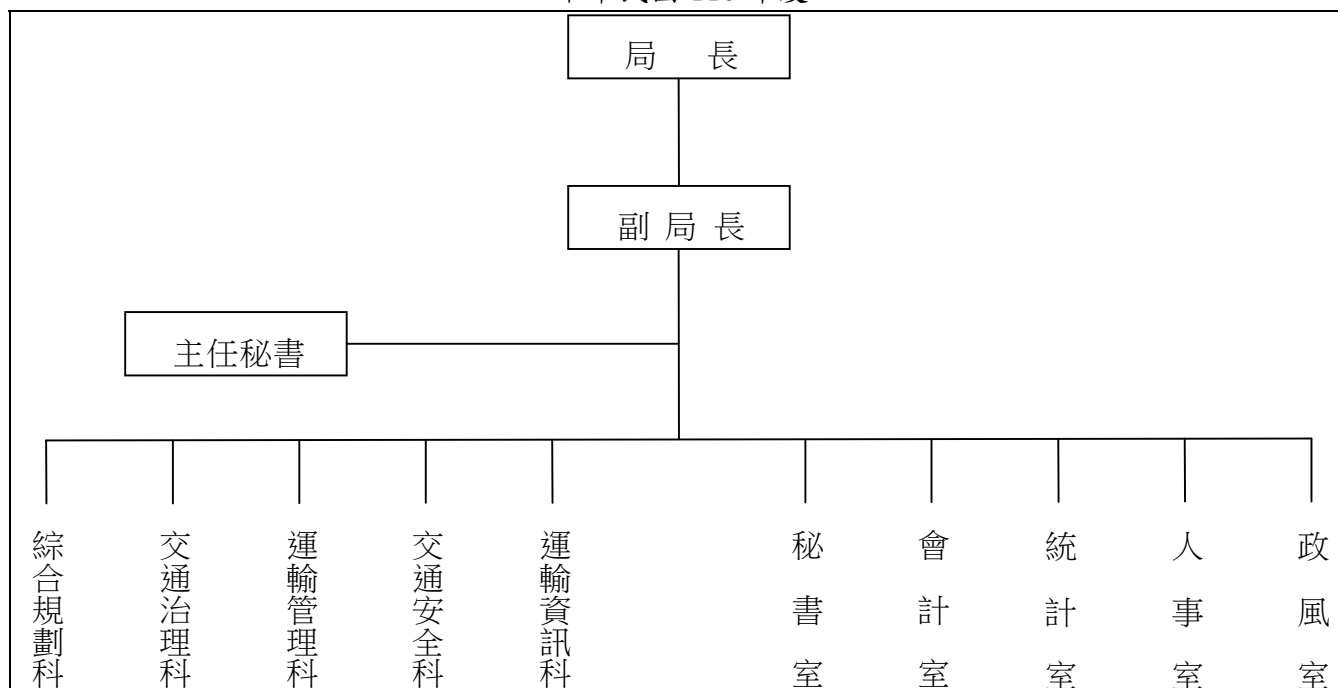 局長
副局長
主任秘書
綜合規劃科
交通治理科
運輸管理科
交通安全科
運輸資訊科
秘書室
會計室
統計室
人事室
政風室